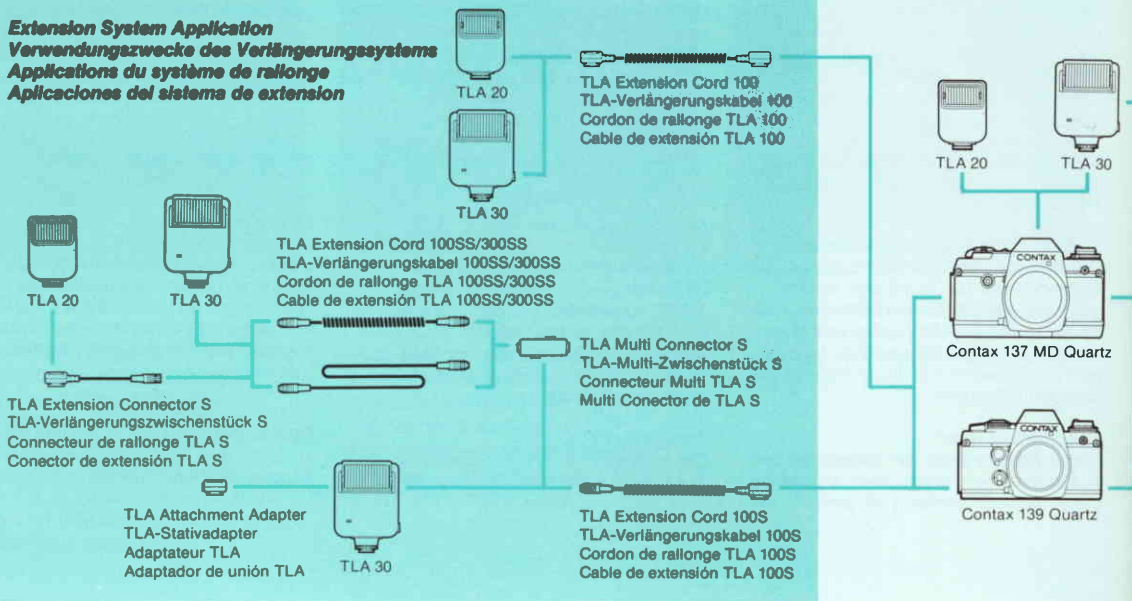 Extension System Application
Verwendungszwecke des Verlängerungssystems
Applications du système de rallonge
Aplicaciones del sistema de extension
TLA 20
TLA Extension Cord 100
TLA-Verlängerungskabel 100
Cordon de rallonge TLA 100
Cable de extensión TLA 100
TLA 30
TLA 20
TLA 30
TLA 20
TLA 30
TLA Extension Cord 100SS/300SS
TLA-Verlängerungskabel 100SS/300SS
Cordon de rallonge TLA 100SS/300SS
Cable de extensión TLA 100SS/300SS
CONTAX
Contax 137 MD Quartz
TLA Multi Connector S
TLA-Multi-Zwischenstück S
Connecteur Multi TLA S
Multi Conector de TLA S
TLA Extension Connector S
TLA-Verlängerungszwischenstück S
Connecteur de rallonge TLA S
Conector de extensión TLA S
CONTAX
Contax 139 Quartz
TLA Attachment Adapter
TLA-Stativadapter
Adaptateur TLA
Adaptador de unión TLA
TLA 30
TLA Extension Cord 100S
TLA-Verlängerungskabel 100S
Cordon de rallonge TLA 100S
Cable de extensión TLA 100S